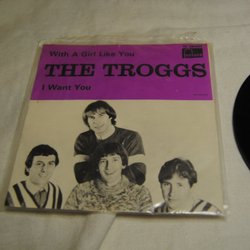 With A Girl Like You
THE TROGGS
I Want You